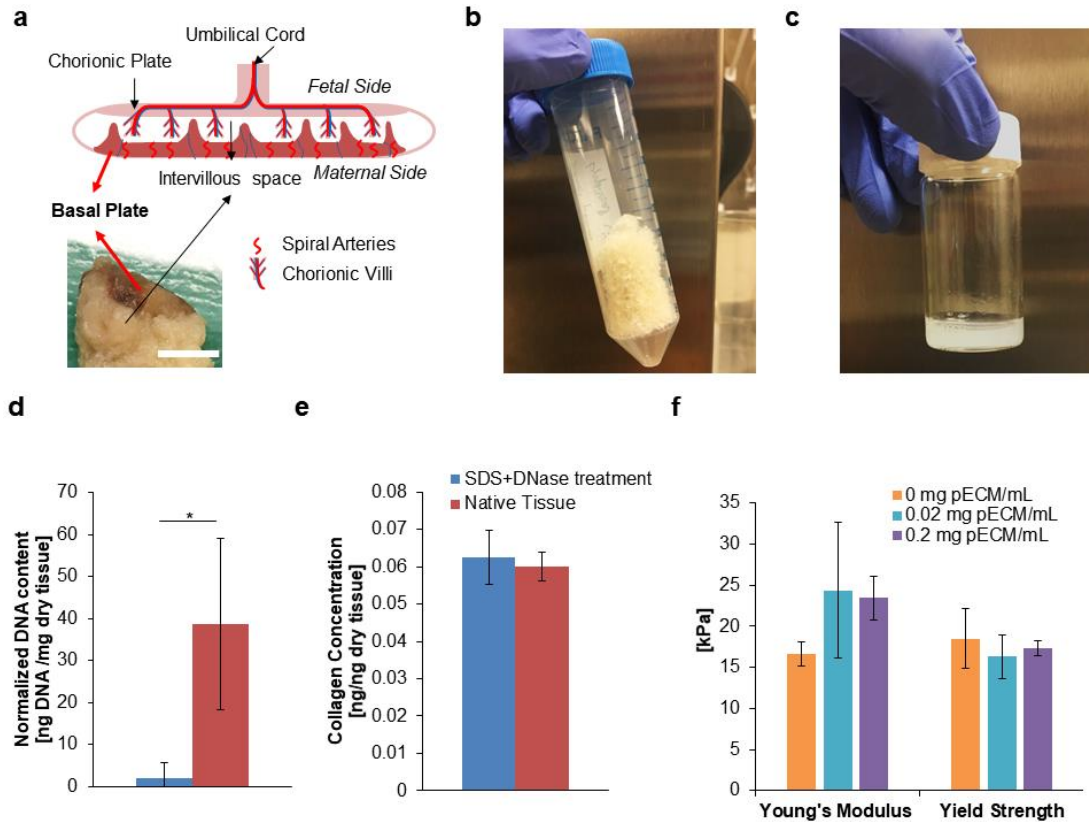 a
Umbilical Cord
Chorionic Plate
Fetal Side
Intervillous space
Maternal Side
Basal Plate
Spiral Arteries
Chorionic Villi
b
c
d
Normalized DNA content
[ng DNA /mg dry tissue]
70
60
50
40
30
20
10
0
*
e
SDS+DNase treatment
Native Tissue
Collagen Concentration
[ng/ng dry tissue]
0.08
0.07
0.06
0.05
0.04
0.03
0.02
0.01
0
f
0 mg pECM/mL
0.02 mg pECM/mL
0.2 mg pECM/mL
[kPa]
35
30
25
20
15
10
5
0
Young's Modulus
Yield Strength